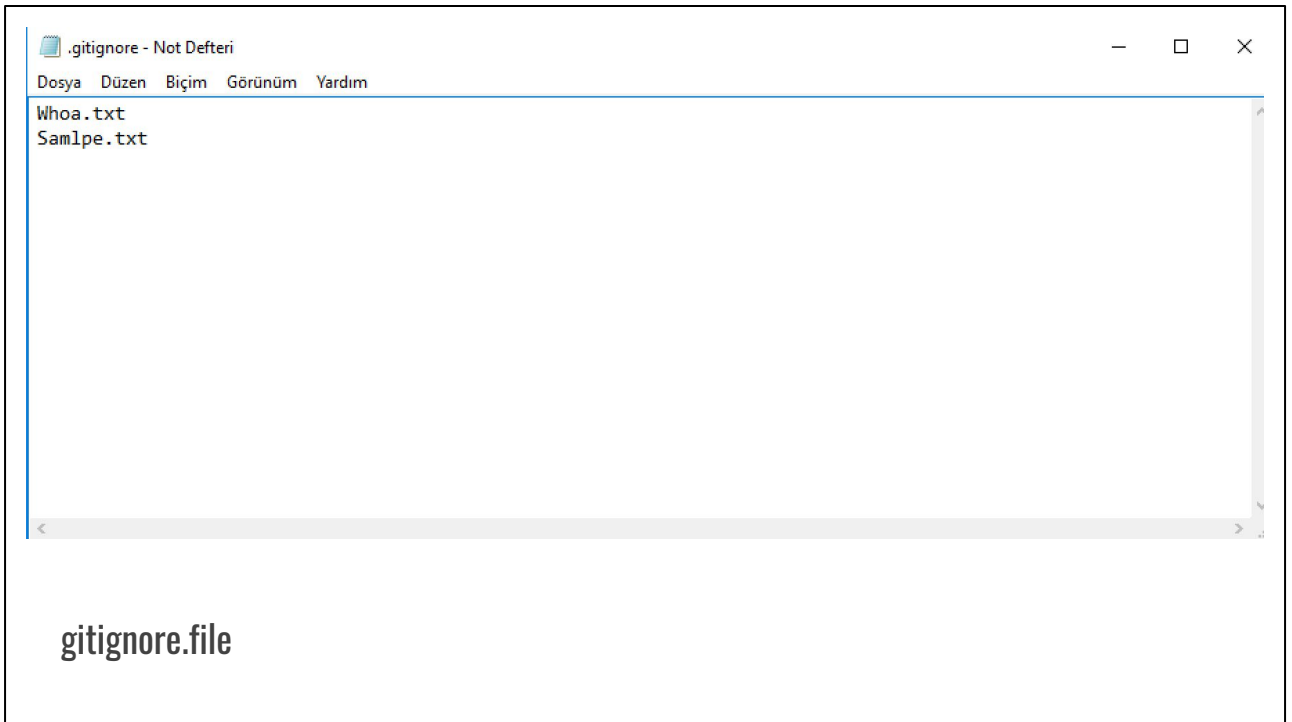 .gitignore - Not Defteri
Dosya Düzen Biçim Görünüm Yardım
Whoa.txt
Samlpe.txt
gitignore.file